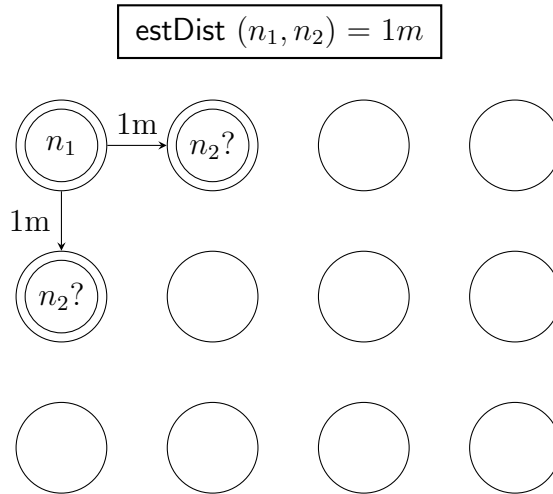 estDist (n₁, n₂) = 1m
n₁
1m
n₂?
1m
n₂?